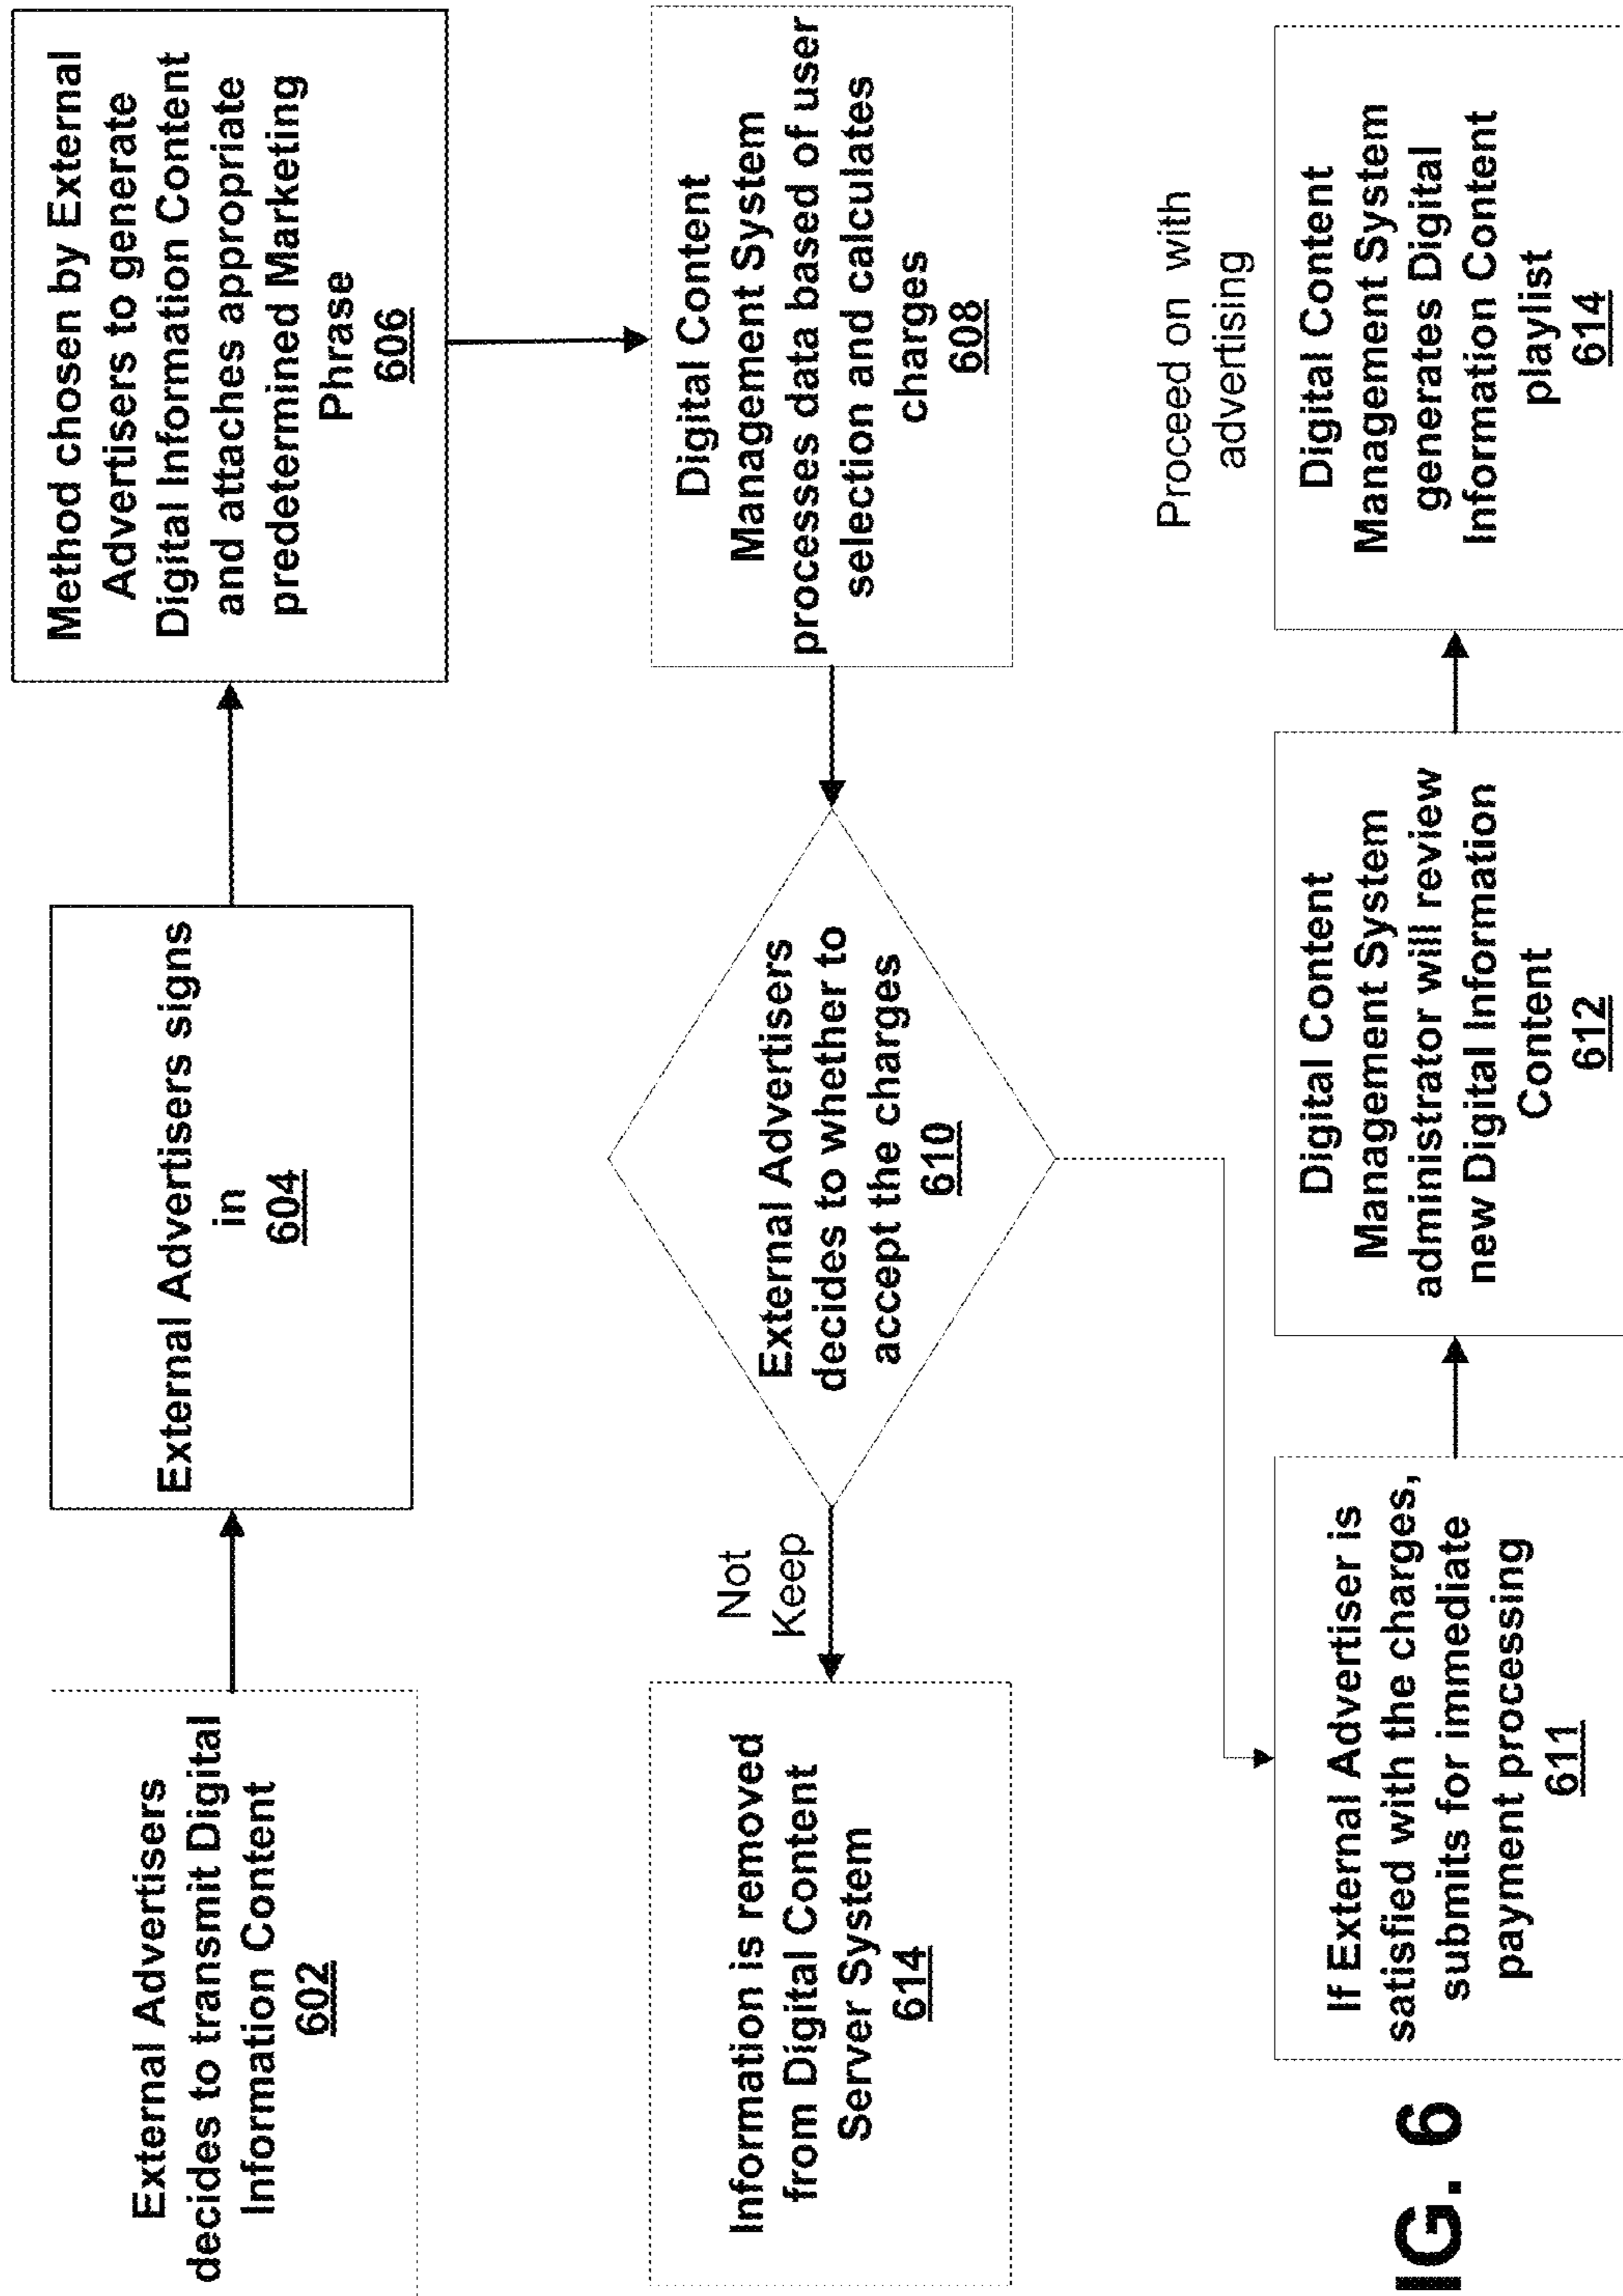 External Advertisers
decides to transmit Digital
Information Content
602
External Advertisers signs
in
604
Method chosen by External
Advertisers to generate
Digital Information Content
and attaches appropriate
predetermined Marketing
Phrase
606
Digital Content
Management System
processes data based of user
selection and calculates
charges
608
External Advertisers
decides to whether to
accept the charges
610
Not
Keep
Information is removed
from Digital Content
Server System
614
Proceed on with
advertising
If External Advertiser is
satisfied with the charges,
submits for immediate
payment processing
611
Digital Content
Management System
administrator will review
new Digital Information
Content
612
Digital Content
Management System
generates Digital
Information Content
playlist
614
IG. 6